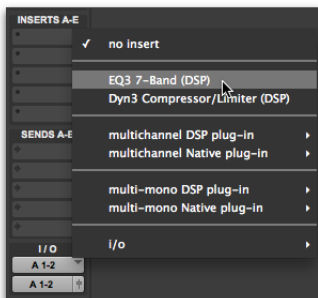 INSERTS A-E
no insert
EQ3 7-Band (DSP)
Dyn3 Compressor/Limiter (DSP)
SENDS A-E
multichannel DSP plug-in
multichannel Native plug-in
multi-mono DSP plug-in
multi-mono Native plug-in
I / O
i/o
A 1-2
A 1-2